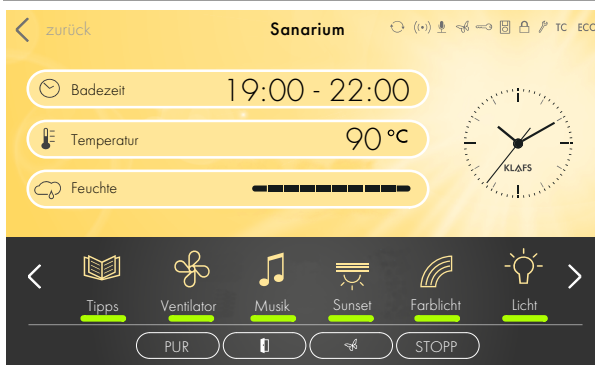 zurück Sanarium TC ECO
Badezeit 19:00 - 22:00
Temperatur 90 °C
Feuchte
KLAFS
Tipps Ventilator Musik Sunset Farblicht Licht
PUR STOPP